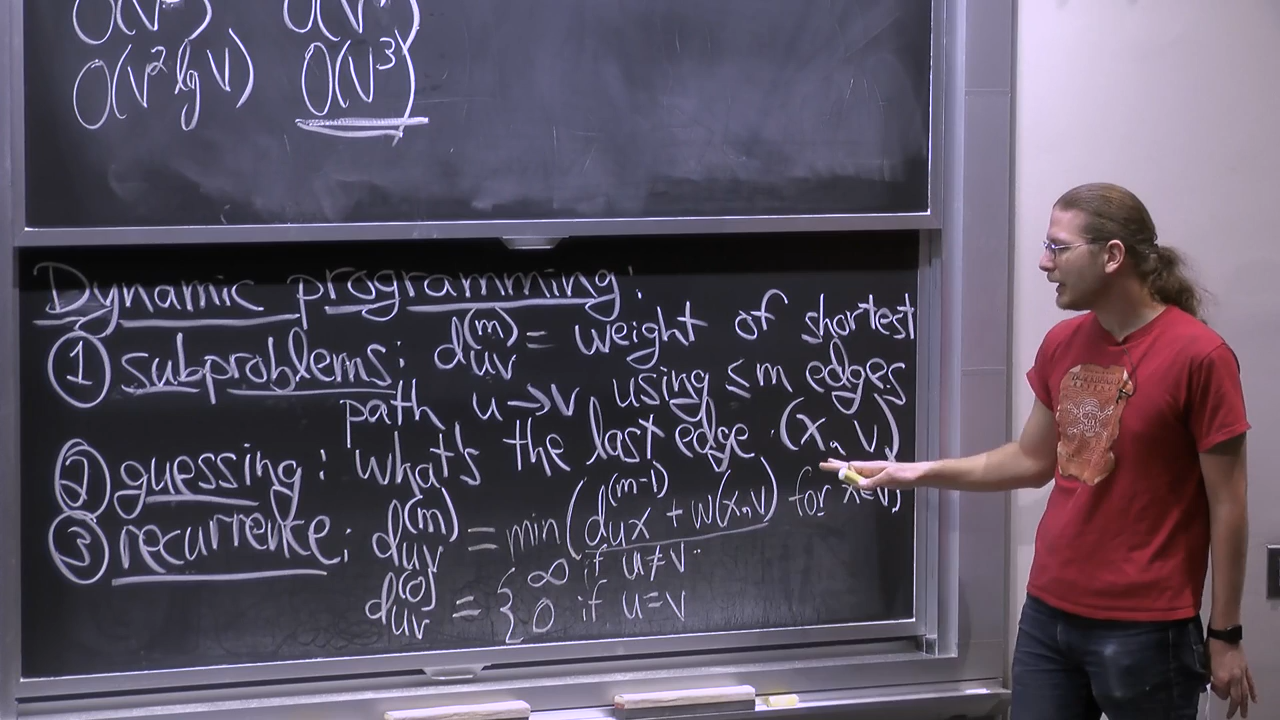 O(V²lg V) O(V³)
Dynamic programming:
① subproblems: d_uv^(m) = weight of shortest
path u→v using ≤m edges
② guessing: what's the last edge (x, v)
③ recurrence: d_uv^(m) = min(d_ux^(m-1) + w(x,v) for x∈V)
d_uv^(0) = { ∞ if u≠v
0 if u=v